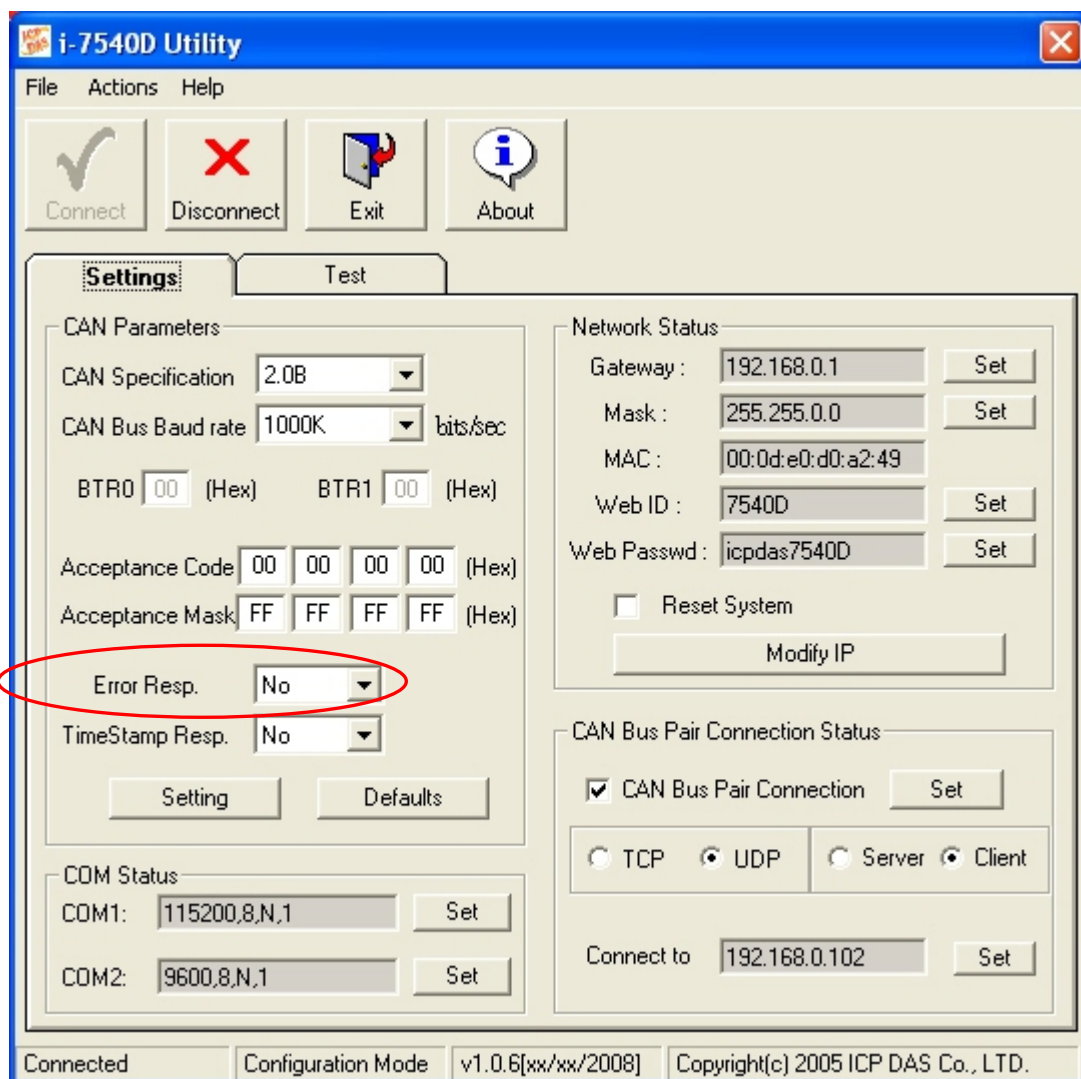 i-7540D Utility
File Actions Help
Connect Disconnect Exit About
Settings Test
CAN Parameters
CAN Specification 2.0B
CAN Bus Baud rate 1000K bits/sec
BTR0 00 (Hex) BTR1 00 (Hex)
Acceptance Code 00 00 00 00 (Hex)
Acceptance Mask FF FF FF FF (Hex)
Error Resp. No
TimeStamp Resp. No
Setting Defaults
COM Status
COM1: 115200,8,N,1 Set
COM2: 9600,8,N,1 Set
Network Status
Gateway : 192.168.0.1 Set
Mask : 255.255.0.0 Set
MAC : 00:0d:e0:d0:a2:49
Web ID : 7540D Set
Web Passwd : icpdas7540D Set
Reset System
Modify IP
CAN Bus Pair Connection Status
CAN Bus Pair Connection Set
TCP UDP Server Client
Connect to 192.168.0.102 Set
Connected Configuration Mode v1.0.6[xx/xx/2008] Copyright(c) 2005 ICP DAS Co., LTD.